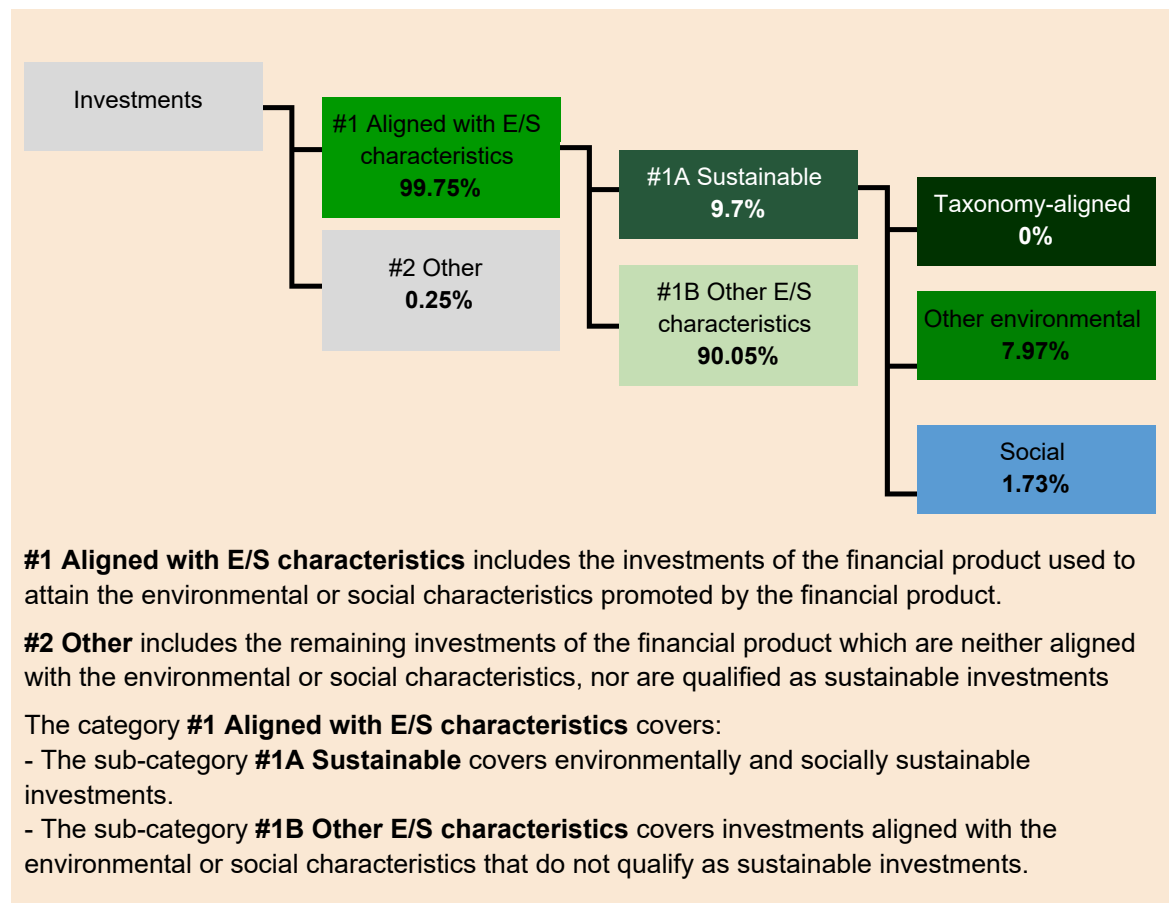 Investments
#1 Aligned with E/S
characteristics
99.75%
#2 Other
0.25%
#1A Sustainable
9.7%
#1B Other E/S
characteristics
90.05%
Taxonomy-aligned
0%
Other environmental
7.97%
Social
1.73%
#1 Aligned with E/S characteristics includes the investments of the financial product used to
attain the environmental or social characteristics promoted by the financial product.
#2 Other includes the remaining investments of the financial product which are neither aligned
with the environmental or social characteristics, nor are qualified as sustainable investments
The category #1 Aligned with E/S characteristics covers:
- The sub-category #1A Sustainable covers environmentally and socially sustainable
investments.
- The sub-category #1B Other E/S characteristics covers investments aligned with the
environmental or social characteristics that do not qualify as sustainable investments.